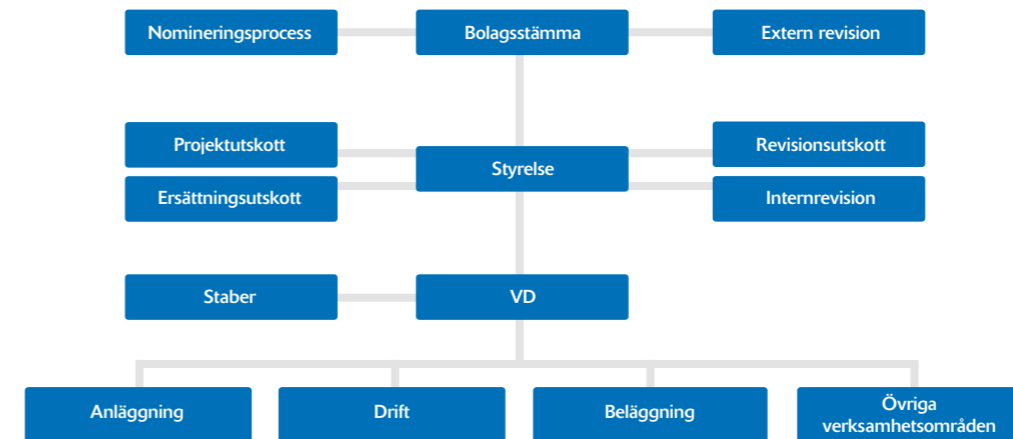 Nomineringsprocess
Bolagsstämma
Extern revision
Projektutskott
Revisionsutskott
Styrelse
Ersättningsutskott
Internrevision
Staber
VD
Anläggning
Drift
Beläggning
Övriga
verksamhetsområden